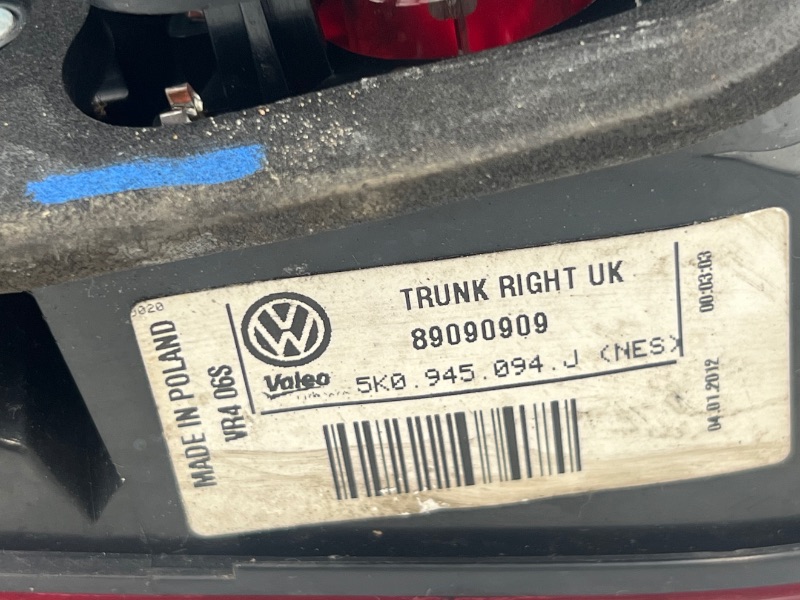 TRUNK RIGHT UK
89090909
5K0.945.094.J (NES)
Valeo
MADE IN POLAND
VR4 06S
04.01.2012 00:03:03